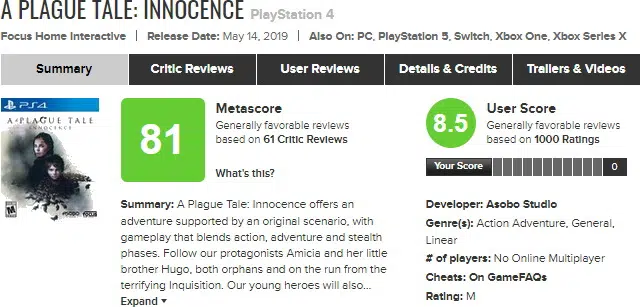 A PLAGUE TALE: INNOCENCE PlayStation 4
Focus Home Interactive | Release Date: May 14, 2019 | Also On: PC, PlayStation 5, Switch, Xbox One, Xbox Series X
Summary Critic Reviews User Reviews Details & Credits Trailers & Videos
PS4
A PLAGUE TALE
INNOCENCE
M
asobo
FOCUS
81
Metascore
Generally favorable reviews
based on 61 Critic Reviews
What's this?
8.5
User Score
Generally favorable reviews
based on 1000 Ratings
Your Score 0
Summary: A Plague Tale: Innocence offers an
adventure supported by an original scenario, with
gameplay that blends action, adventure and stealth
phases. Follow our protagonists Amicia and her little
brother Hugo, both orphans and on the run from the
terrifying Inquisition. Our young heroes will also...
Expand
Developer: Asobo Studio
Genre(s): Action Adventure, General,
Linear
# of players: No Online Multiplayer
Cheats: On GameFAQs
Rating: M